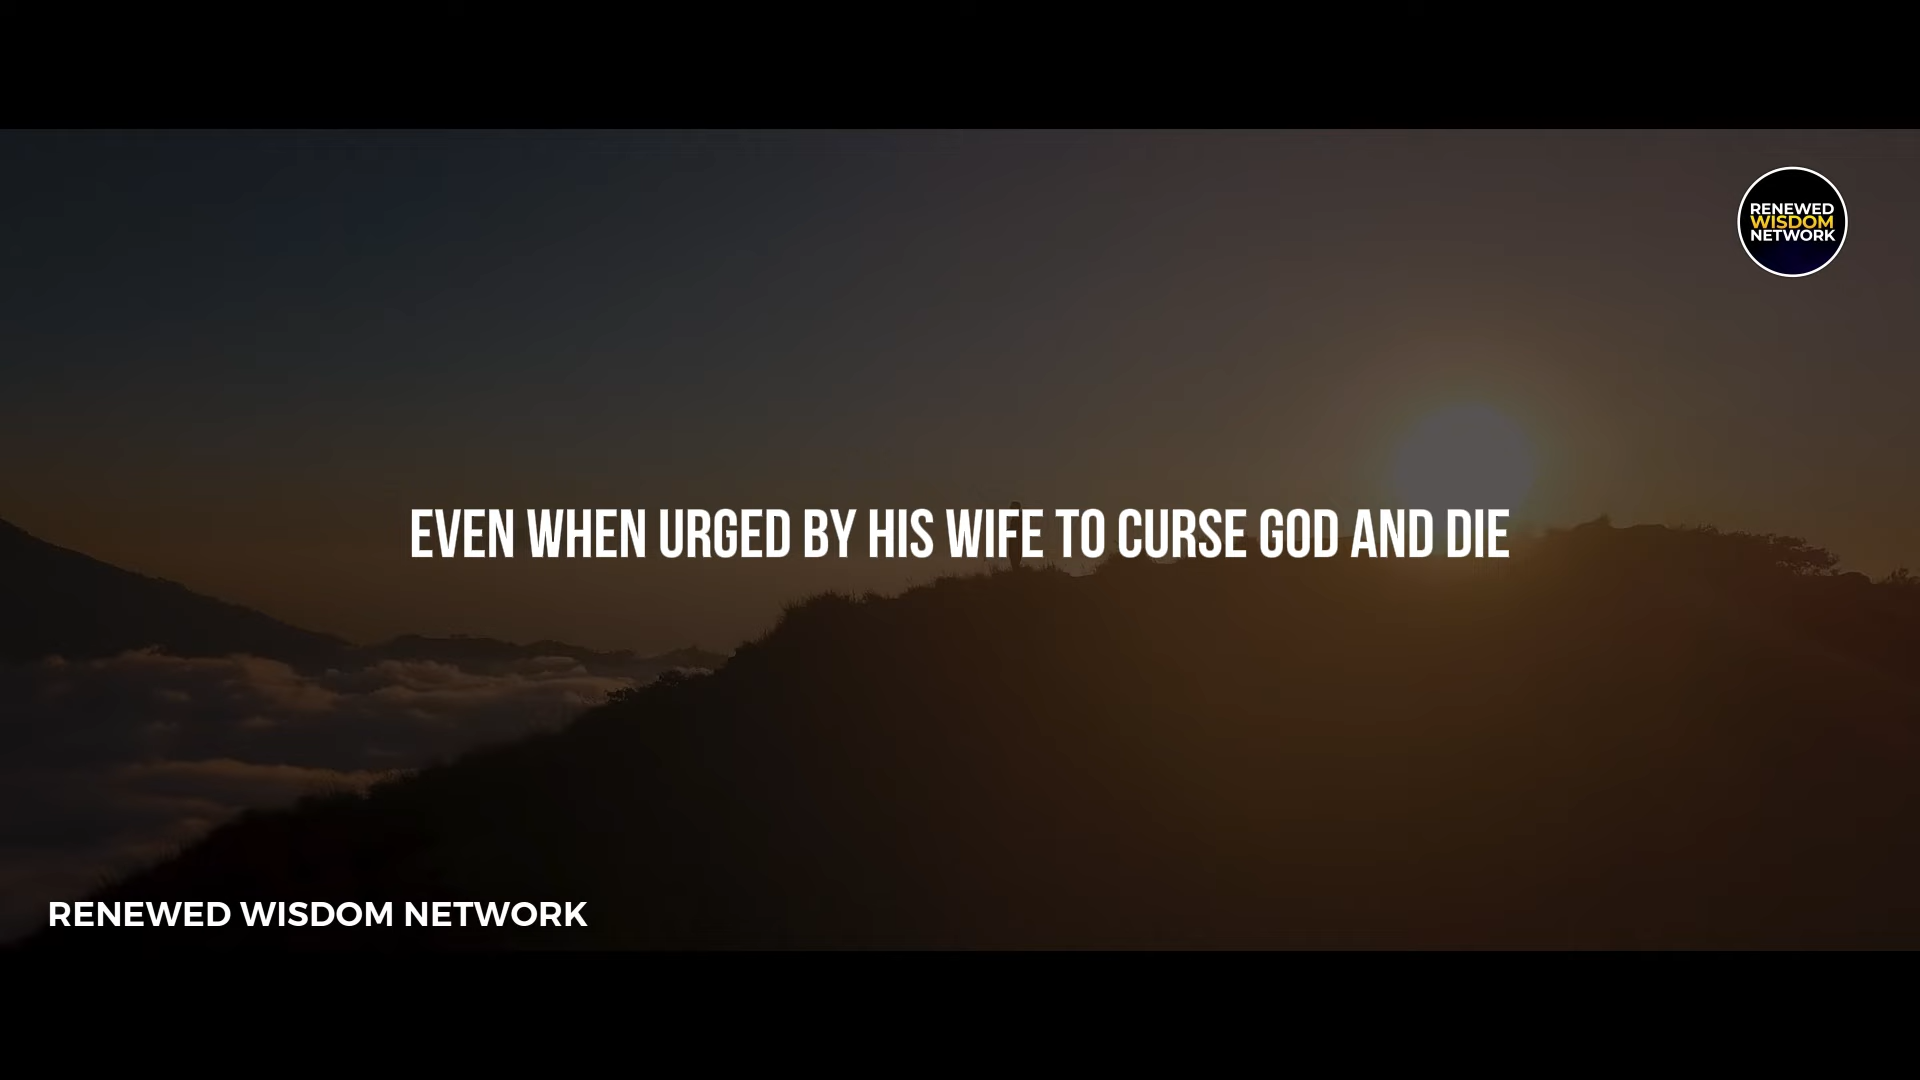 RENEWED
WISDOM
NETWORK
EVEN WHEN URGED BY HIS WIFE TO CURSE GOD AND DIE
RENEWED WISDOM NETWORK